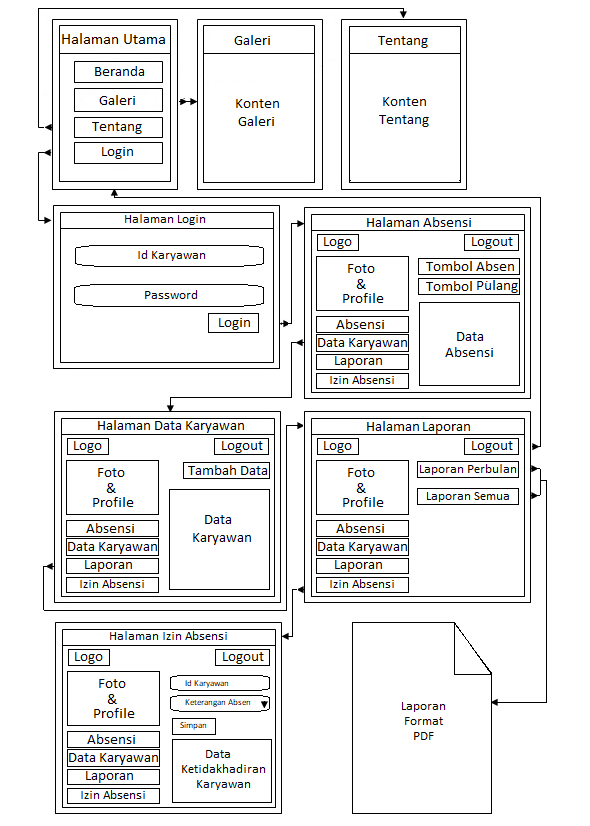 Halaman Utama
Beranda
Galeri
Tentang
Login
Galeri
Konten
Galeri
Tentang
Konten
Tentang
Halaman Login
Id Karyawan
Password
Login
Halaman Absensi
Logo
Logout
Foto
&
Profile
Tombol Absen
Tombol Pulang
Absensi
Data Karyawan
Laporan
Izin Absensi
Data
Absensi
Halaman Data Karyawan
Logo
Logout
Foto
&
Profile
Tambah Data
Absensi
Data Karyawan
Laporan
Izin Absensi
Data
Karyawan
Halaman Laporan
Logo
Logout
Foto
&
Profile
Laporan Perbulan
Laporan Semua
Absensi
Data Karyawan
Laporan
Izin Absensi
Halaman Izin Absensi
Logo
Logout
Foto
&
Profile
Id Karyawan
Keterangan Absen
Simpan
Absensi
Data Karyawan
Laporan
Izin Absensi
Data
Ketidakhadiran
Karyawan
Laporan
Format
PDF